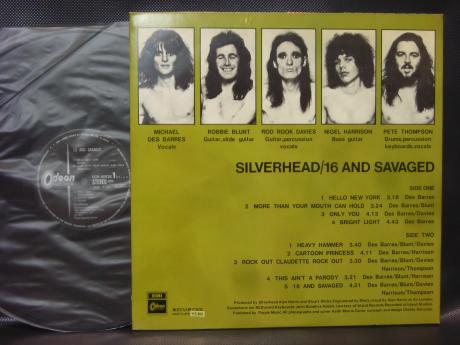 MICHAEL
DES BARRES
Vocals
ROBBIE BLUNT
Guitar,slide guitar
ROD ROOK DAVIES
Guitar,percussion
vocals
NIGEL HARRISON
Bass guitar
PETE THOMPSON
Drums,percussion
keyboards,vocals
SILVERHEAD/16 AND SAVAGED
SIDE ONE
1 HELLO NEW YORK 3.18 Des Barres
2 MORE THAN YOUR MOUTH CAN HOLD 3.24 Des Barres/Blunt
3 ONLY YOU 4.13 Des Barres/Davies
4 BRIGHT LIGHT 4.43 Des Barres
SIDE TWO
1 HEAVY HAMMER 3.40 Des Barres/Blunt/Davies
2 CARTOON PRINCESS 4.11 Des Barres/Harrison
3 ROCK OUT CLAUDETTE ROCK OUT 3.30 Des Barres/Blunt/Davies
Harrison/Thompson
4 THIS AIN'T A PARODY 3.21 Des Barres/Blunt
5 16 AND SAVAGED 4.21 Des Barres/Blunt/Davies
Harrison/Thompson
16 AND SAVAGED
Odeon
STEREO